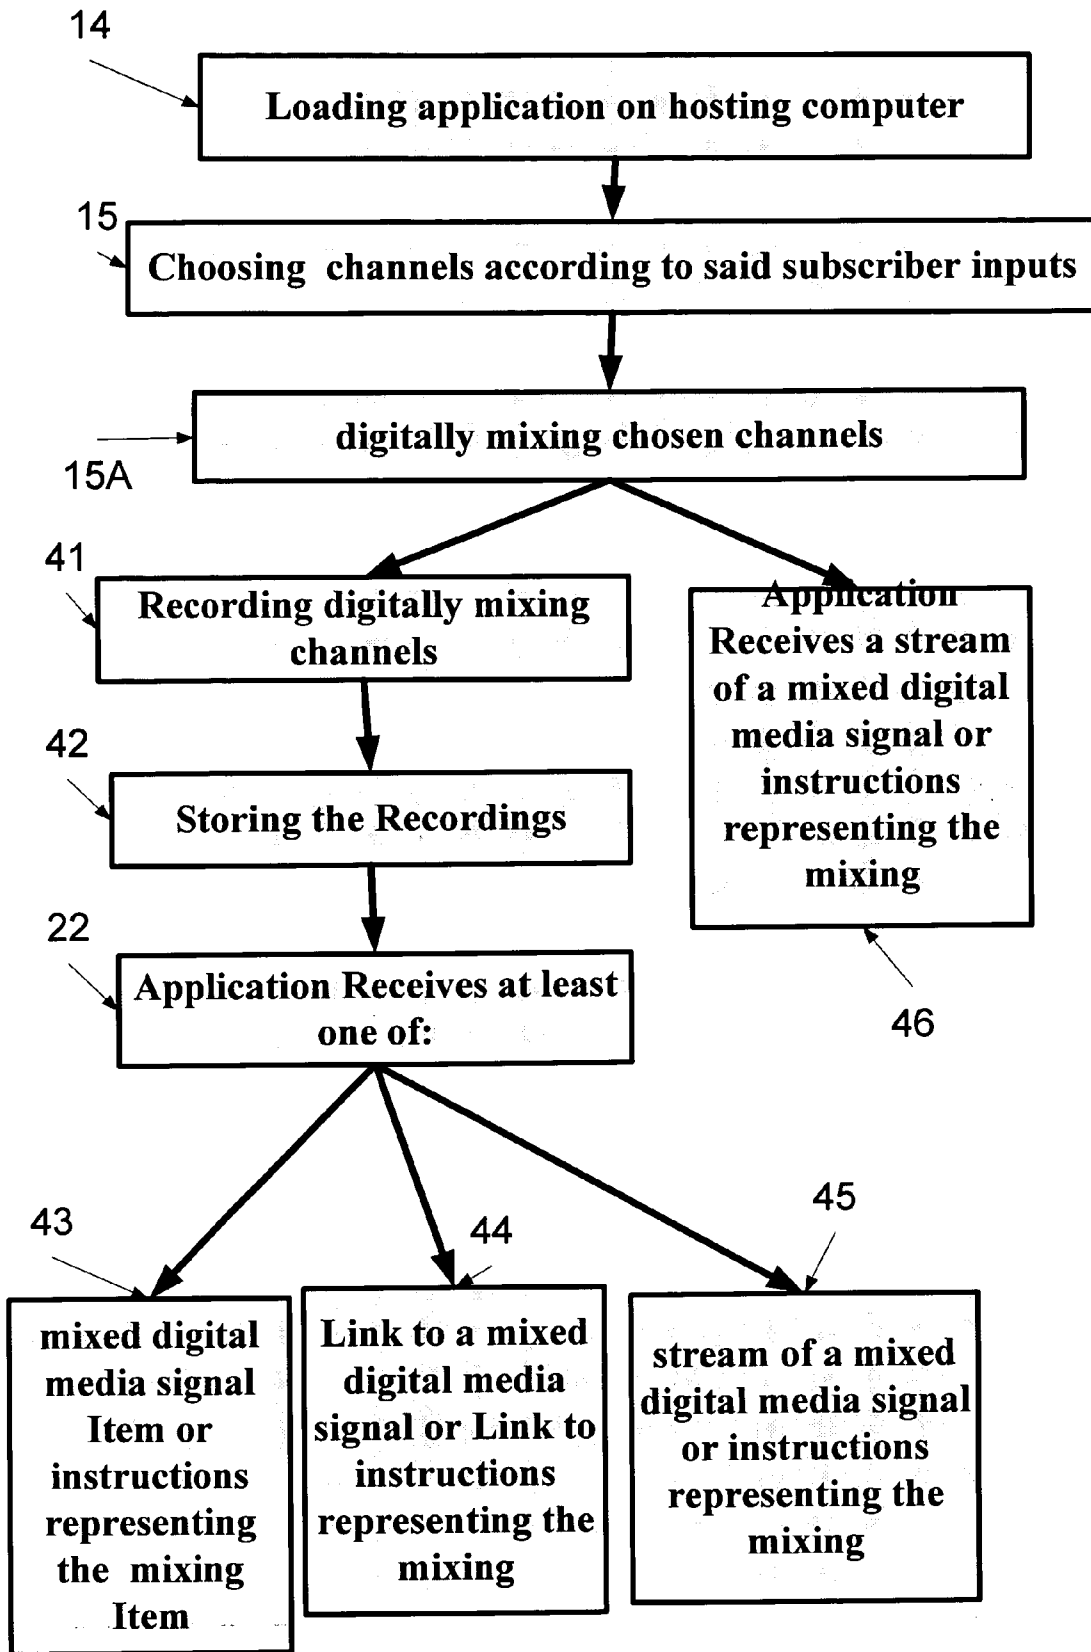 14
Loading application on hosting computer
15
Choosing channels according to said subscriber inputs
digitally mixing chosen channels
15A
41
Recording digitally mixing
channels
Application
Receives a stream
of a mixed digital
media signal or
instructions
representing the
mixing
42
Storing the Recordings
22
Application Receives at least
one of:
46
43
mixed digital
media signal
Item or
instructions
representing
the mixing
Item
44
Link to a mixed
digital media
signal or Link to
instructions
representing the
mixing
45
stream of a mixed
digital media signal
or instructions
representing the
mixing